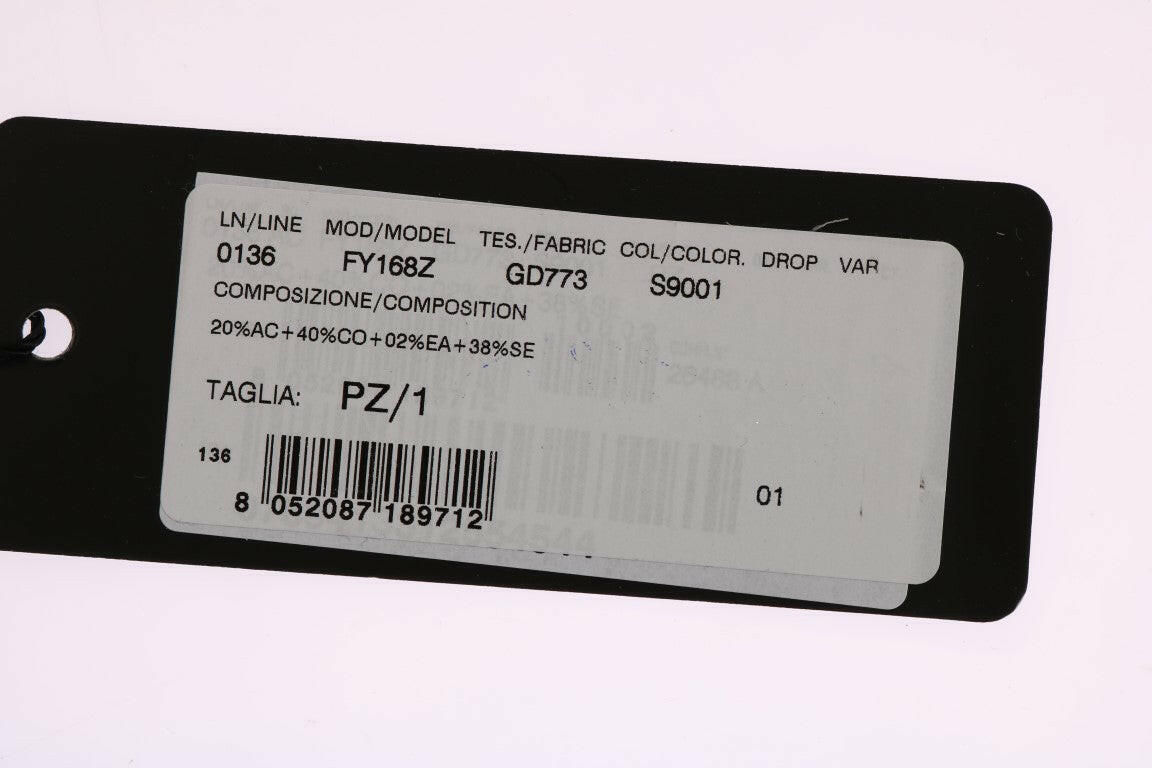 LN/LINE MOD/MODEL TES./FABRIC COL/COLOR. DROP VAR
0136 FY168Z GD773 S9001
COMPOSIZIONE/COMPOSITION
20%AC+40%CO+02%EA+38%SE
TAGLIA: PZ/1
136
8 052087 189712
01